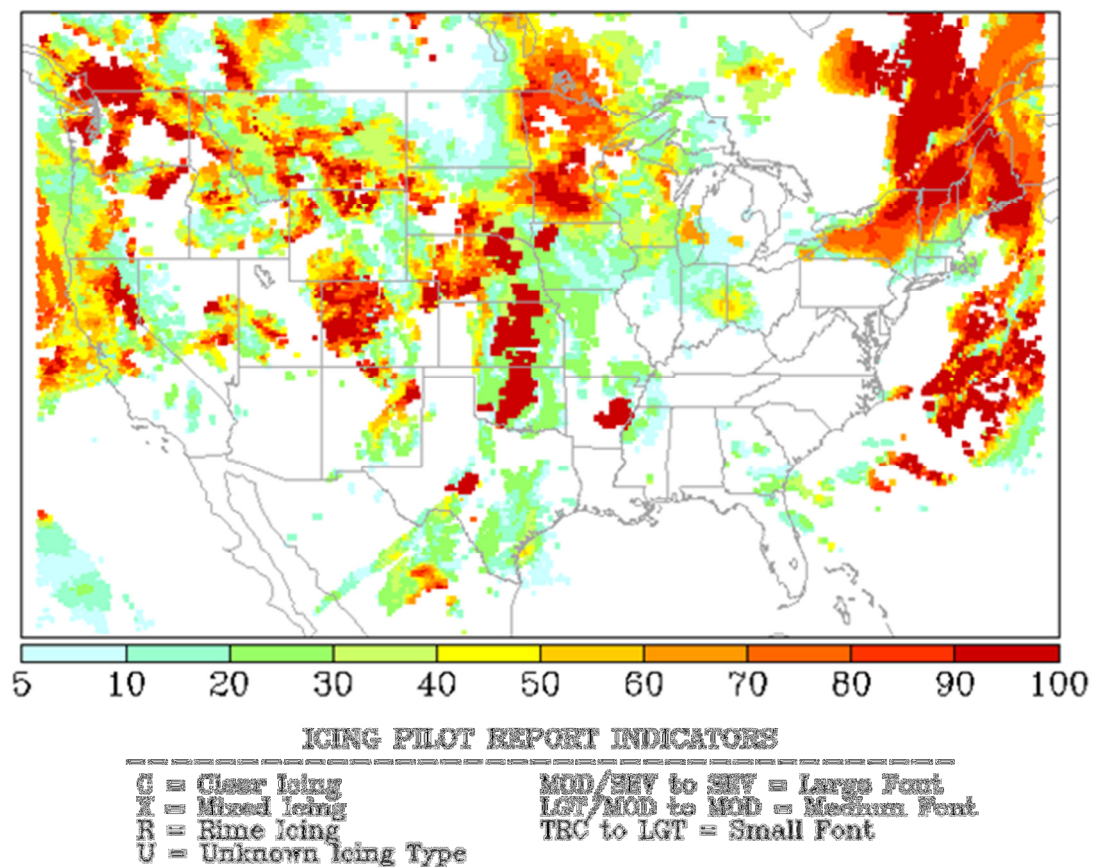 5 10 20 30 40 50 60 70 80 90 100
ICING PILOT REPORT INDICATORS
C = Clear Icing MOD/SEV to SEV = Large Font
X = Mixed Icing LGT/MOD to MOD = Medium Font
R = Rime Icing TRC to LGT = Small Font
U = Unknown Icing Type